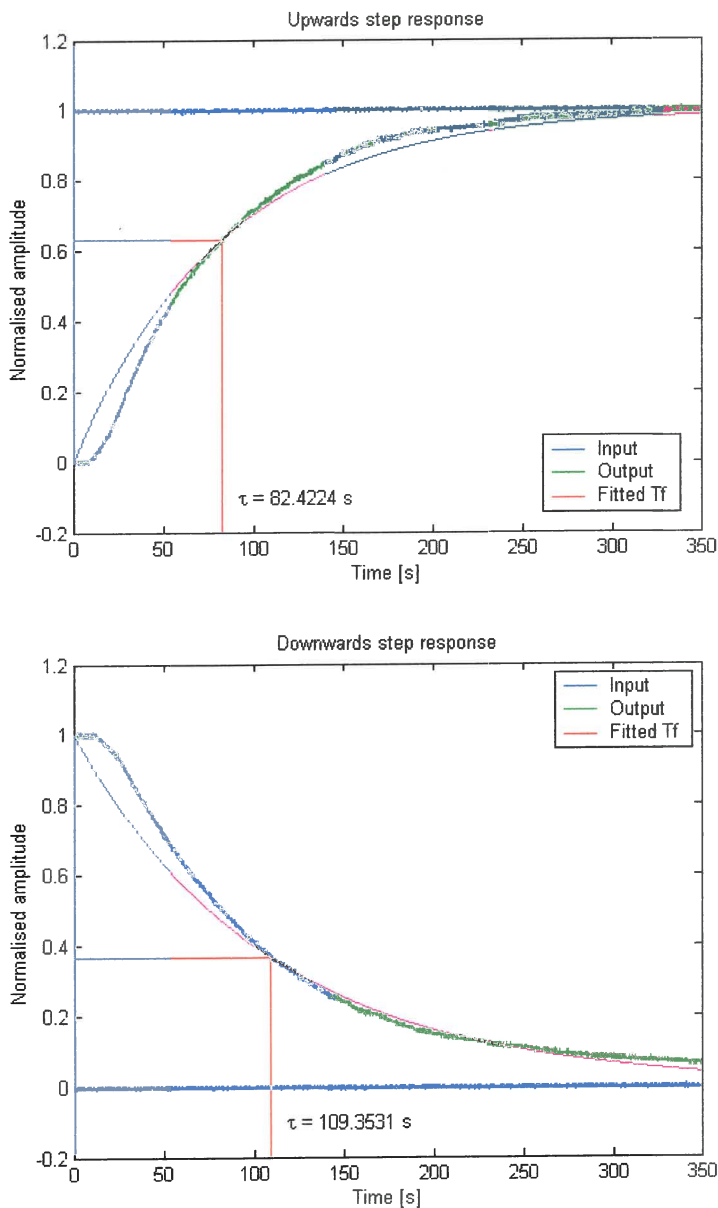 Upwards step response
1.2
1
0.8
0.6
0.4
0.2
0
-0.2
Normalised amplitude
Input
Output
Fitted Tf
τ = 82.4224 s
0 50 100 150 200 250 300 350
Time [s]
Downwards step response
1.2
1
0.8
0.6
0.4
0.2
0
-0.2
Normalised amplitude
Input
Output
Fitted Tf
τ = 109.3531 s
0 50 100 150 200 250 300 350
Time [s]